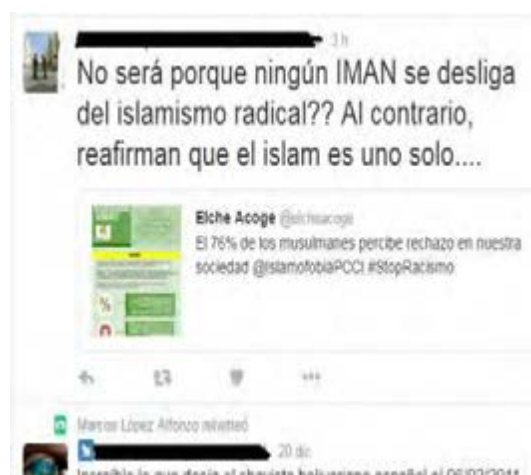 3 h
No será porque ningún IMAN se desliga
del islamismo radical?? Al contrario,
reafirman que el islam es uno solo....
Elche Acoge @elcheacoge
El 76% de los musulmanes percibe rechazo en nuestra
sociedad @IslamofobiaPCCI #StopRacismo
Marcos López Alfonzo retwitteó
20 dic